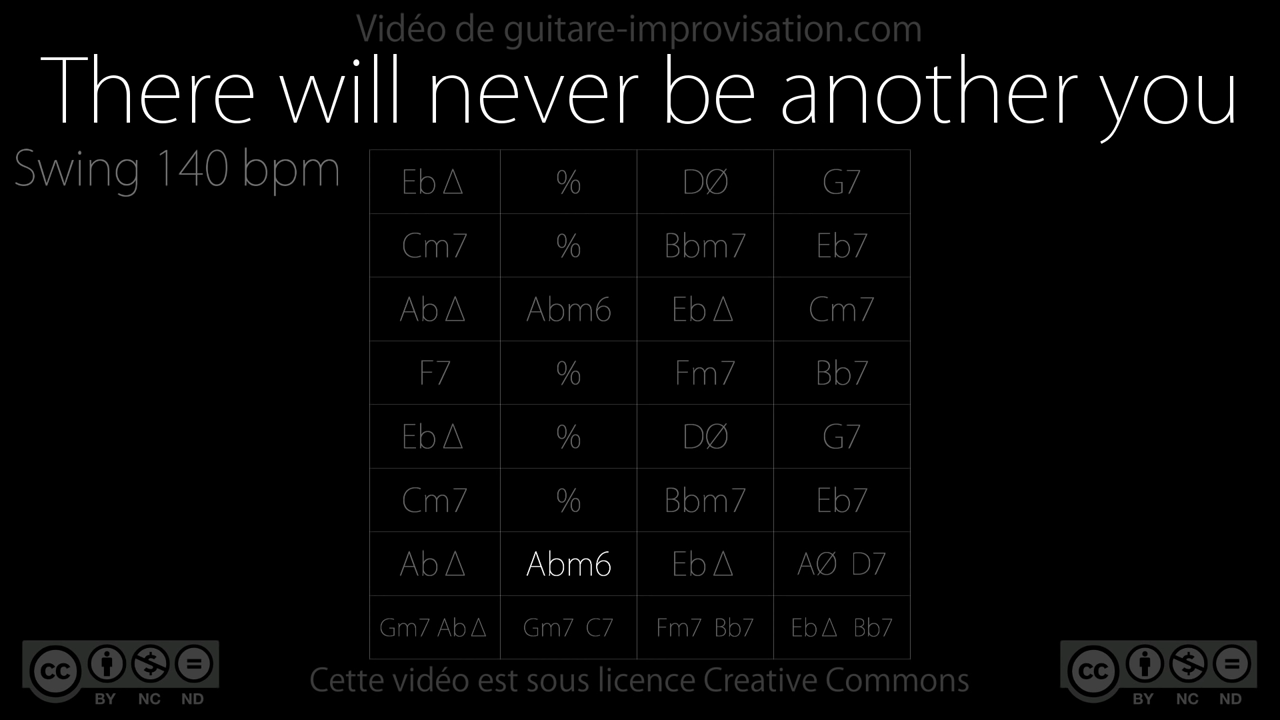 Vidéo de guitare-improvisation.com
There will never be another you
Swing 140 bpm
Eb Δ % DØ G7
Cm7 % Bbm7 Eb7
Ab Δ Abm6 Eb Δ Cm7
F7 % Fm7 Bb7
Eb Δ % DØ G7
Cm7 % Bbm7 Eb7
Ab Δ Abm6 Eb Δ AØ D7
Gm7 Ab Δ Gm7 C7 Fm7 Bb7 Eb Δ Bb7
cc BY NC ND
Cette vidéo est sous licence Creative Commons
cc BY NC ND